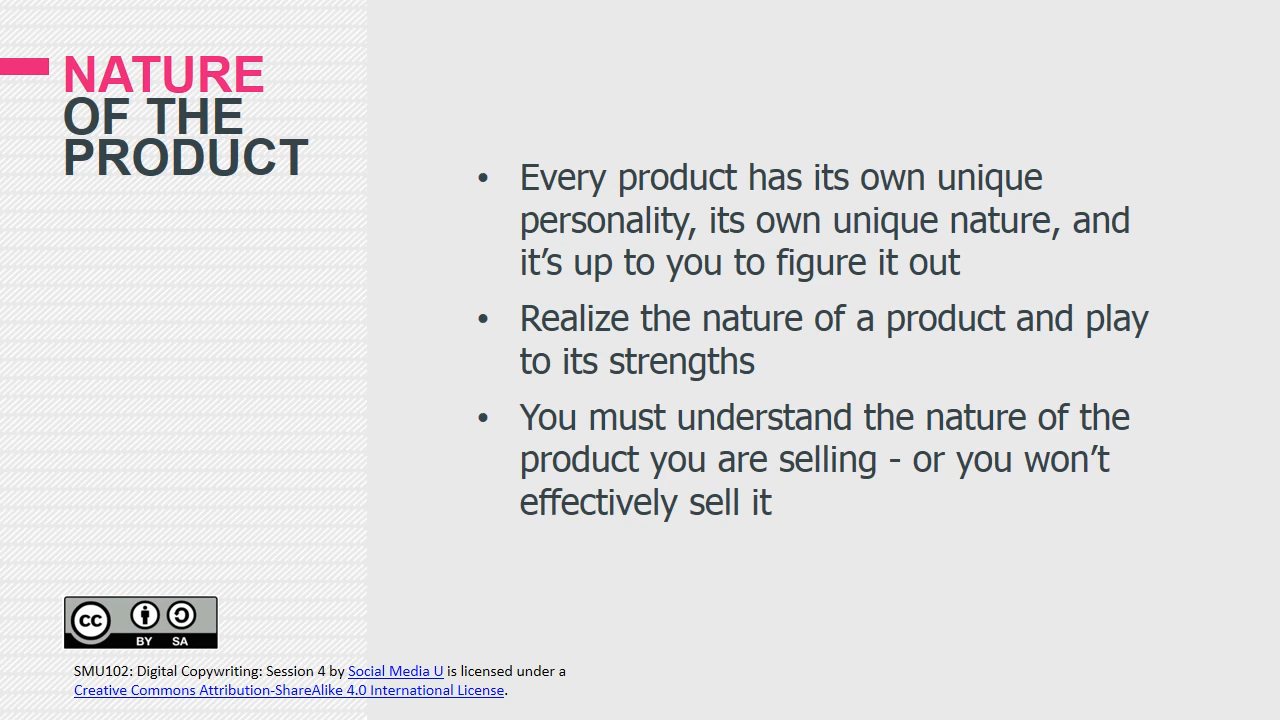 NATURE
OF THE
PRODUCT
• Every product has its own unique
personality, its own unique nature, and
it’s up to you to figure it out
• Realize the nature of a product and play
to its strengths
• You must understand the nature of the
product you are selling - or you won’t
effectively sell it
CC BY SA
SMU102: Digital Copywriting: Session 4 by Social Media U is licensed under a
Creative Commons Attribution-ShareAlike 4.0 International License.